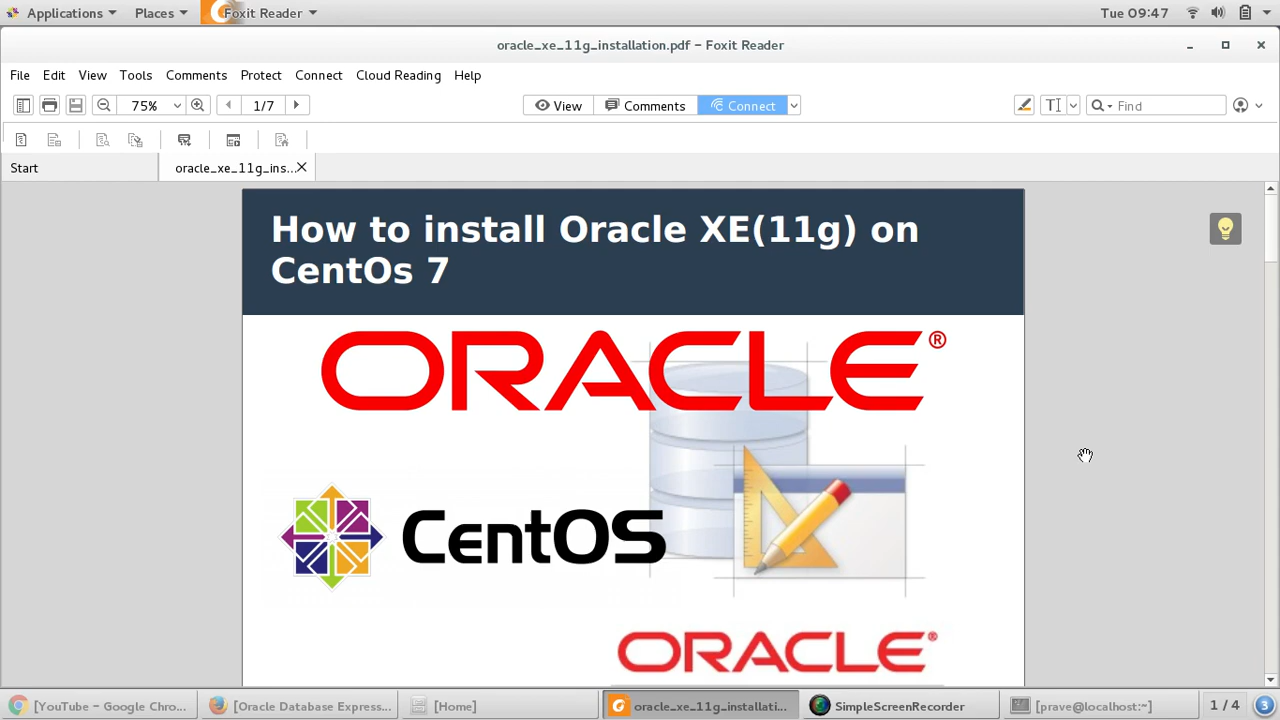 Applications Places Foxit Reader Tue 09:47
oracle_xe_11g_installation.pdf - Foxit Reader
File Edit View Tools Comments Protect Connect Cloud Reading Help
75% 1/7 View Comments Connect Find
Start oracle_xe_11g_ins...
How to install Oracle XE(11g) on
CentOs 7
ORACLE®
CentOS
ORACLE®
[YouTube - Google Chro... [Oracle Database Express... [Home] oracle_xe_11g_installati... SimpleScreenRecorder [prave@localhost:~] 1 / 4 3